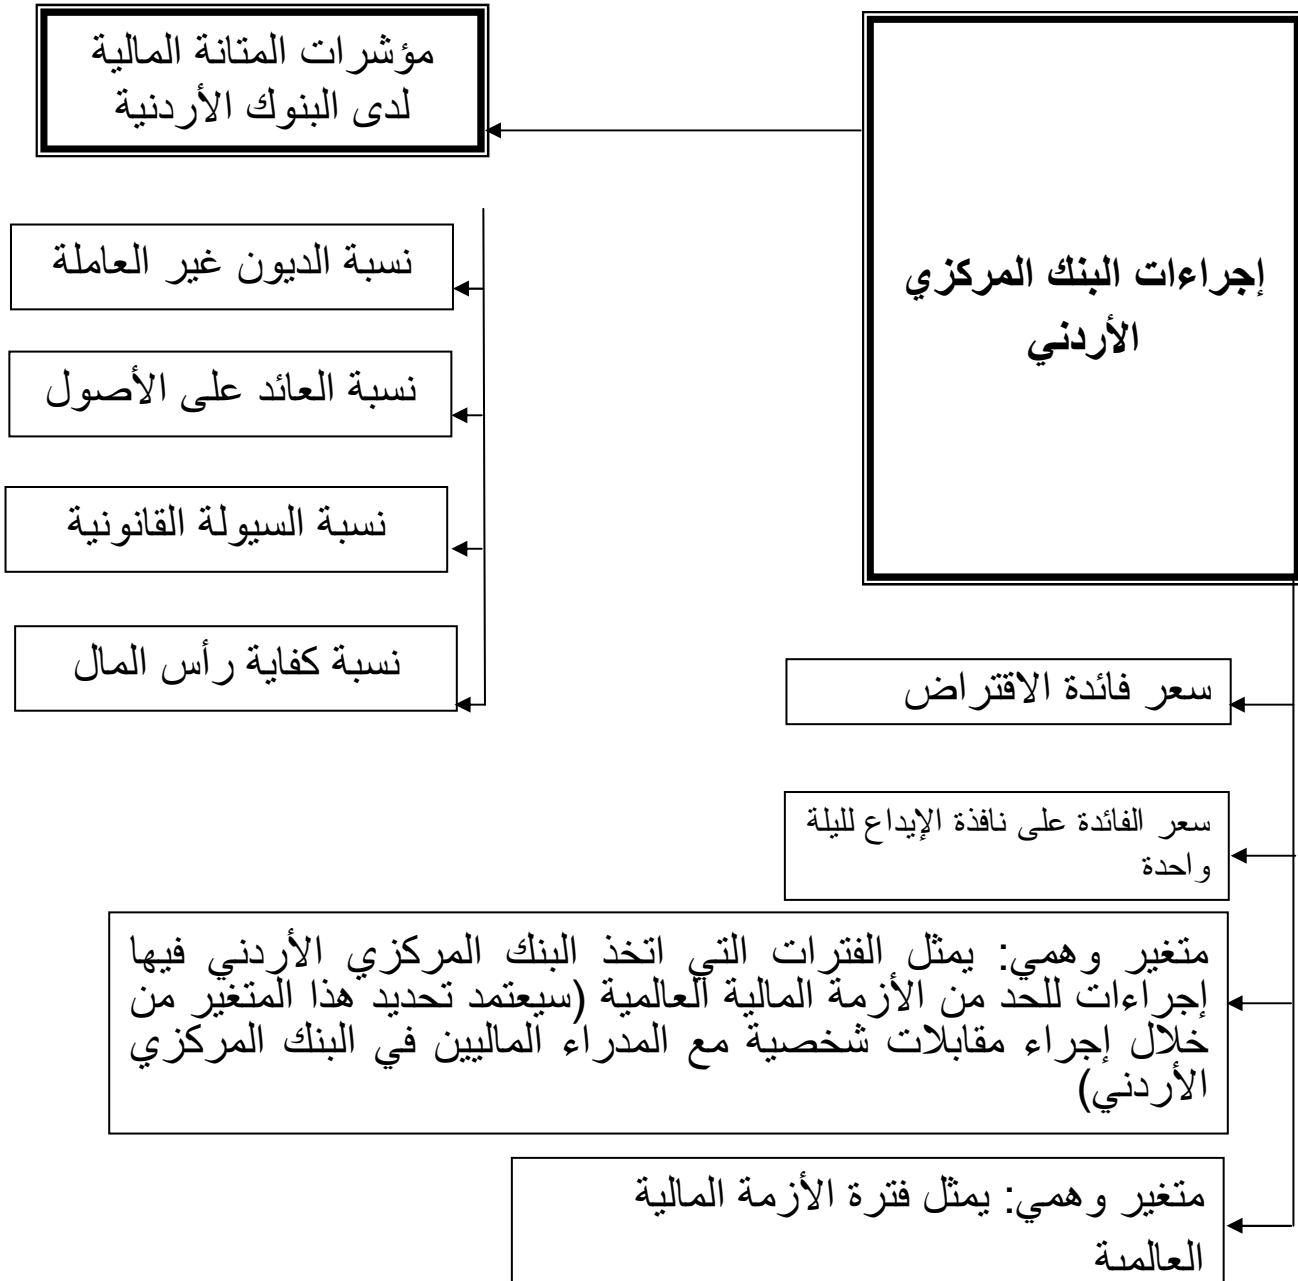 مؤشرات المتانة المالية
لدى البنوك الأردنية
إجراءات البنك المركزي
الأردني
نسبة الديون غير العاملة
نسبة العائد على الأصول
نسبة السيولة القانونية
نسبة كفاية رأس المال
سعر فائدة الاقتراض
سعر الفائدة على نافذة الإيداع لليلة
واحدة
متغير وهمي: يمثل الفترات التي اتخذ البنك المركزي الأردني فيها
إجراءات للحد من الأزمة المالية العالمية (سيعتمد تحديد هذا المتغير من
خلال إجراء مقابلات شخصية مع المدراء الماليين في البنك المركزي
الأردني)
متغير وهمي: يمثل فترة الأزمة المالية
العالمية